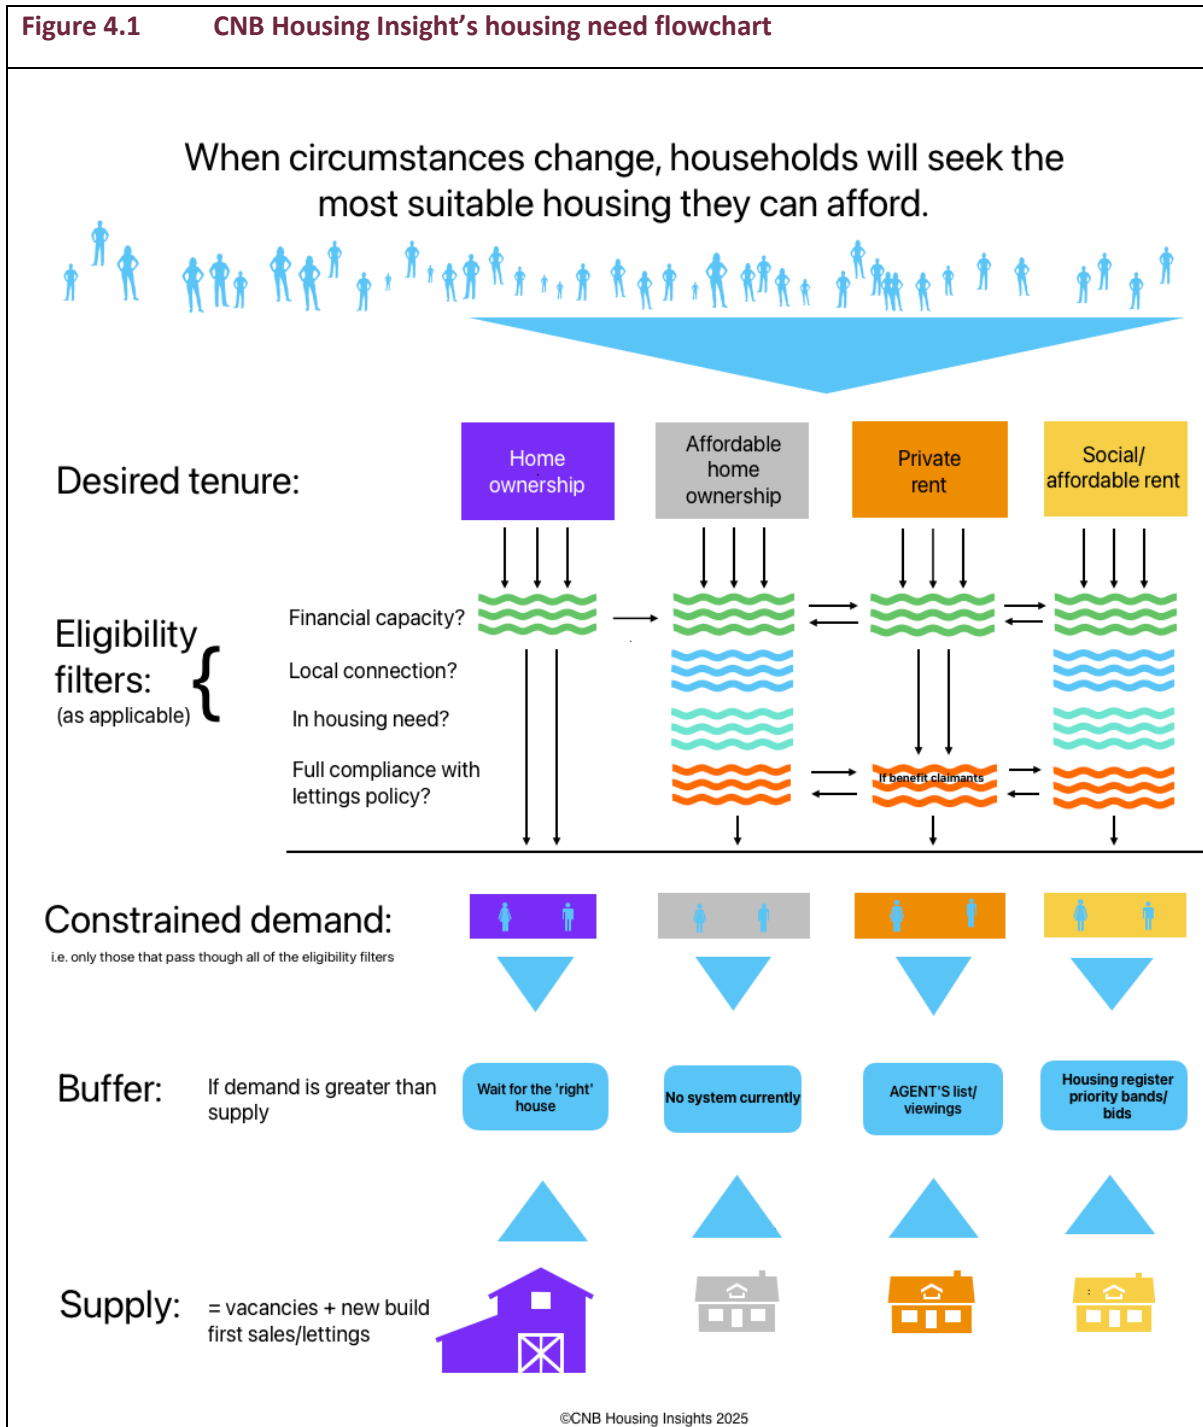 Figure 4.1 CNB Housing Insight’s housing need flowchart
When circumstances change, households will seek the
most suitable housing they can afford.
Desired tenure:
Home
ownership
Affordable
home
ownership
Private
rent
Social/
affordable rent
Eligibility
filters:
(as applicable)
{
Financial capacity?
Local connection?
In housing need?
Full compliance with
lettings policy?
If benefit claimants
Constrained demand:
i.e. only those that pass though all of the eligibility filters
Buffer:
If demand is greater than
supply
Wait for the 'right'
house
No system currently
AGENT'S list/
viewings
Housing register
priority bands/
bids
Supply:
= vacancies + new build
first sales/lettings
©CNB Housing Insights 2025